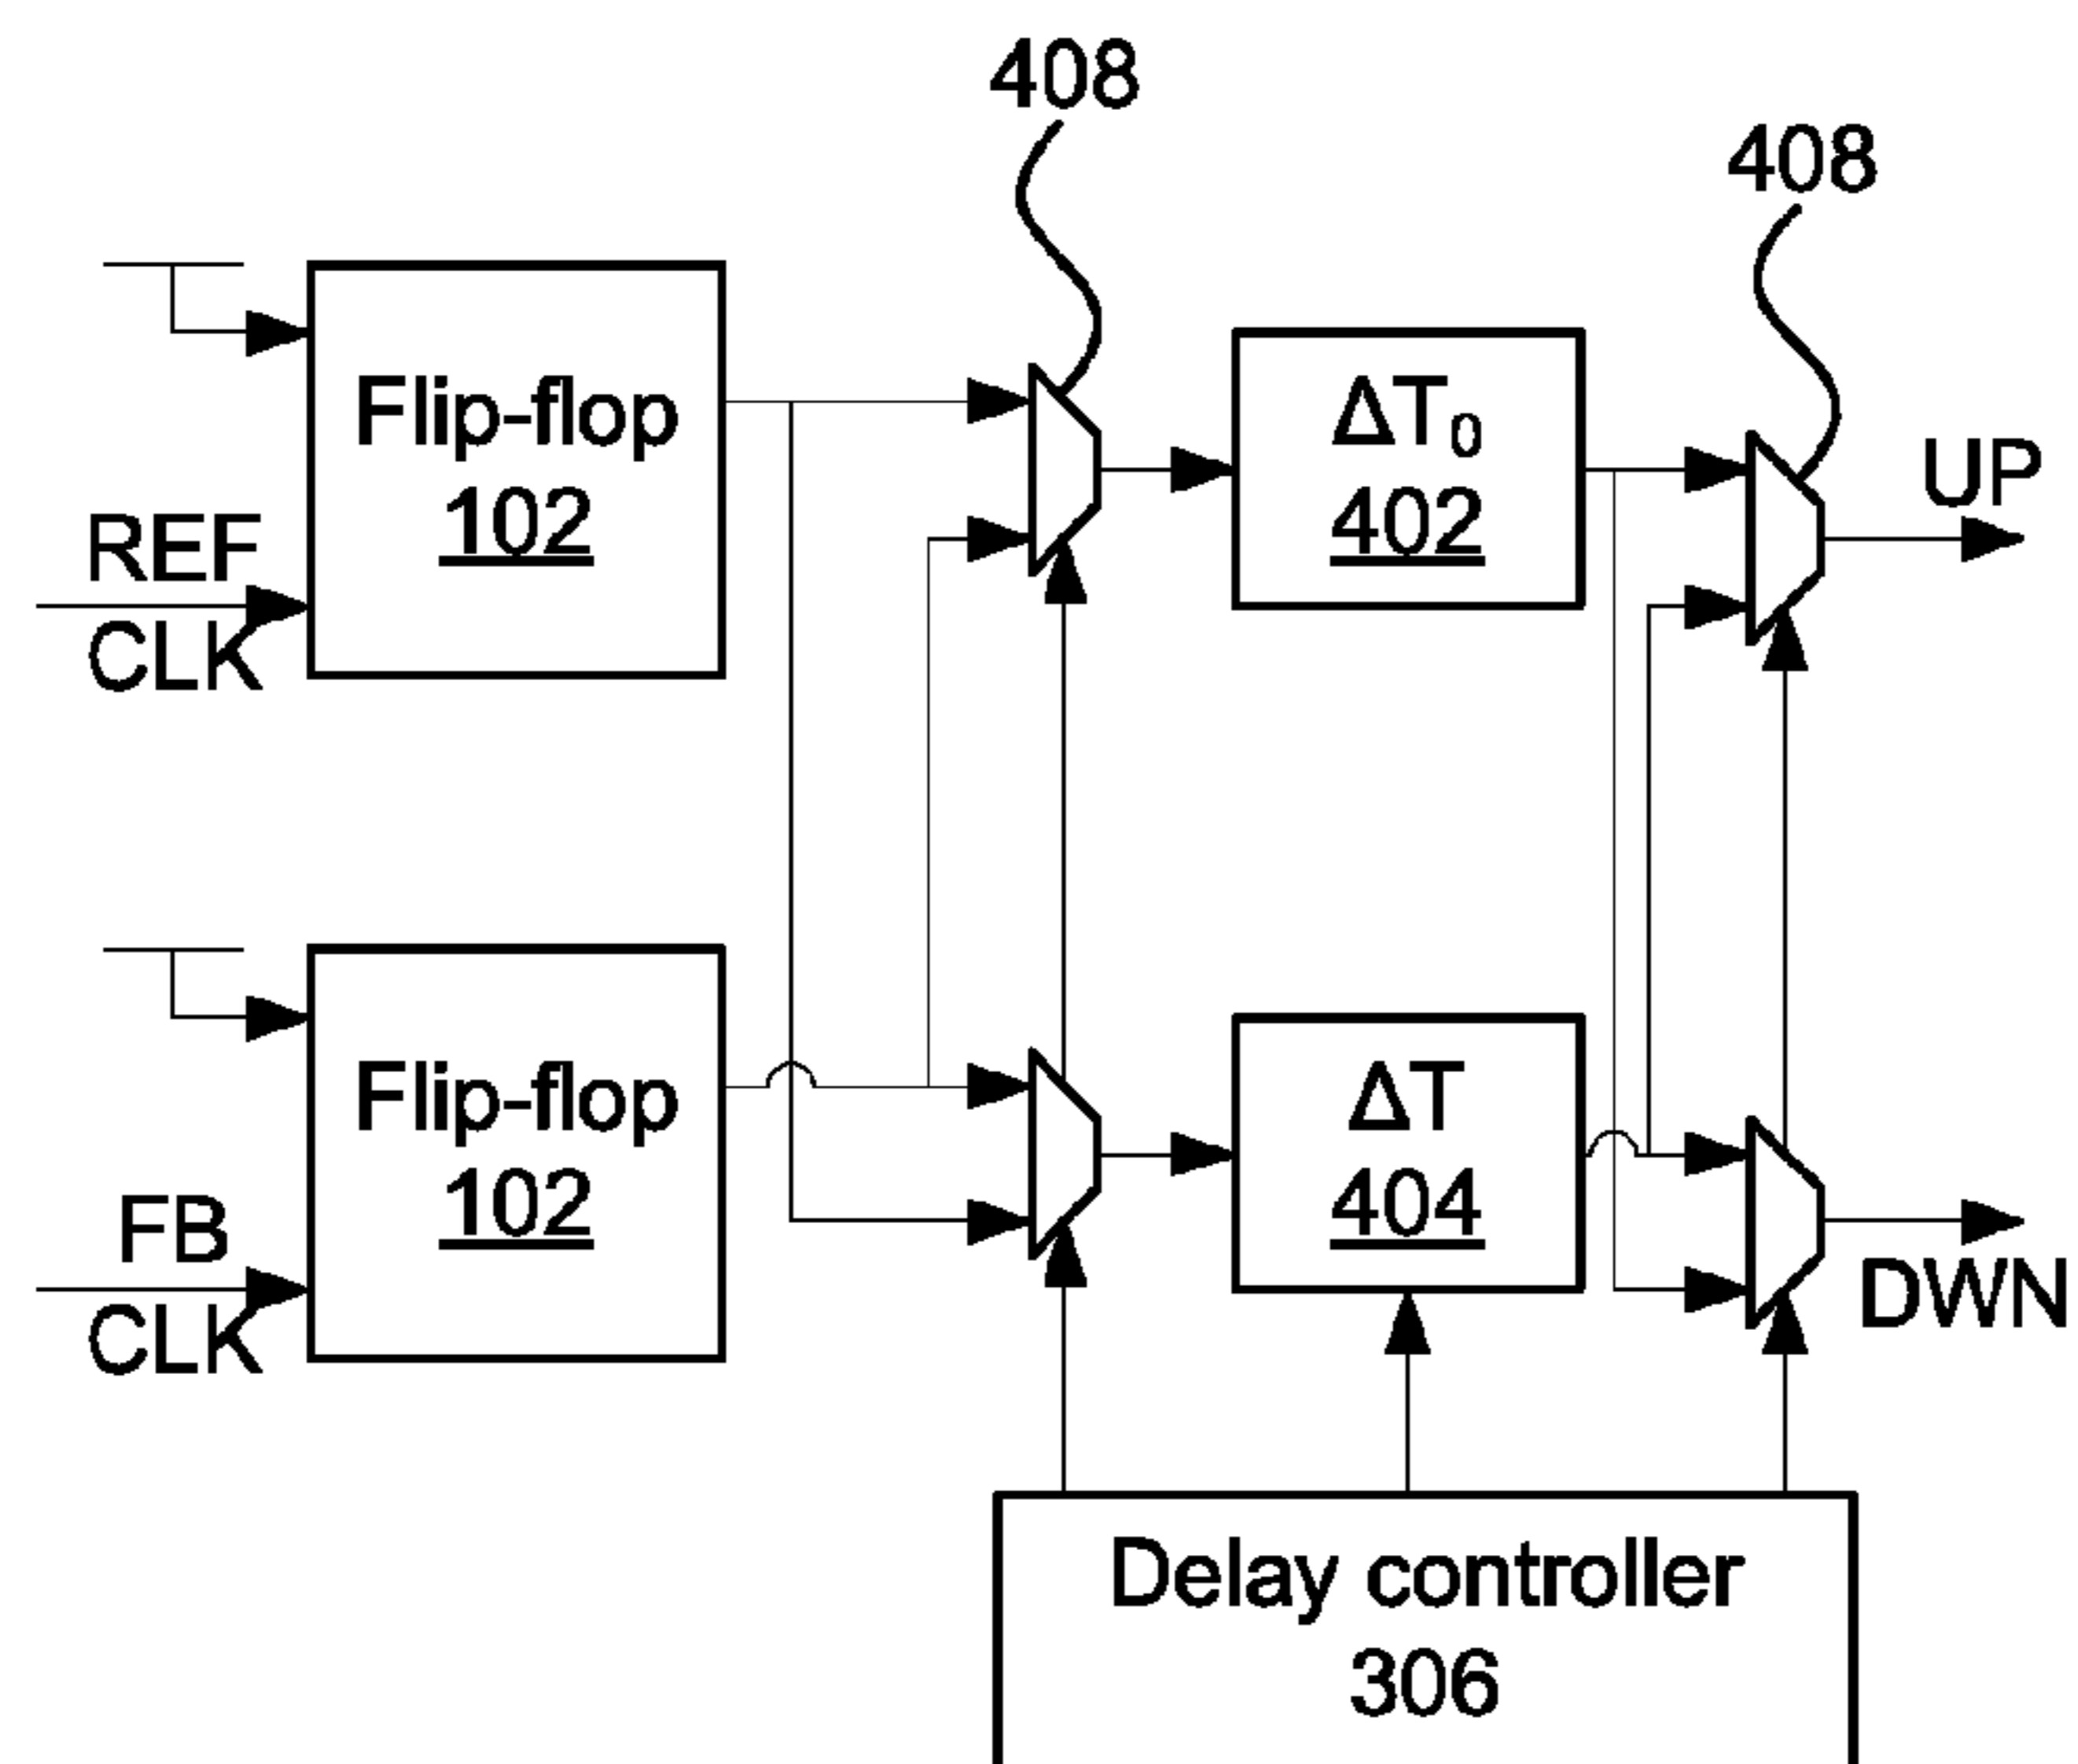 408
408
Flip-flop
102
REF
CLK
ΔT₀
402
UP
Flip-flop
102
FB
CLK
ΔT
404
DWN
Delay controller
306